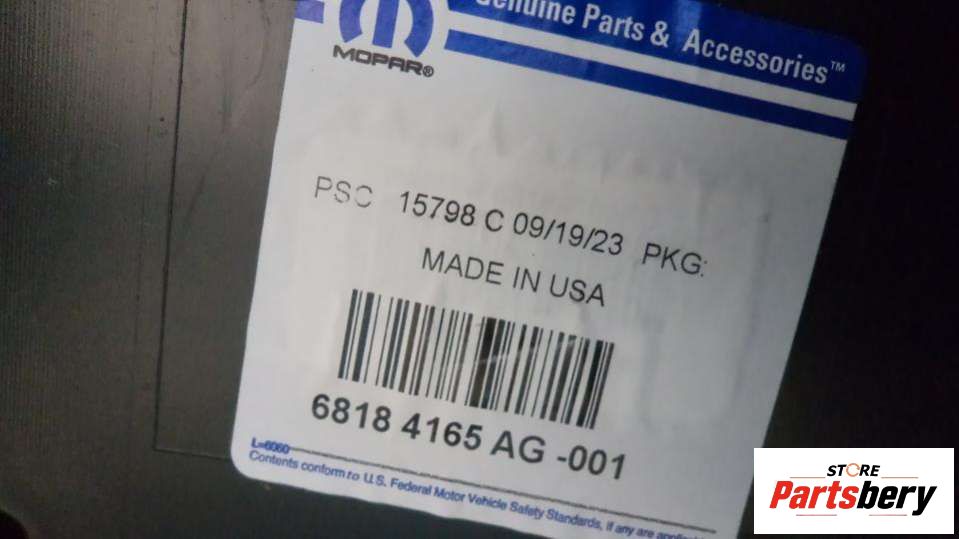 Genuine Parts & Accessories™
MOPAR®
PSC 15798 C 09/19/23 PKG:
MADE IN USA
6818 4165 AG -001
L=6060
Contents conform to U.S. Federal Motor Vehicle Safety Standards, if any are applicable
STORE
Partsbery